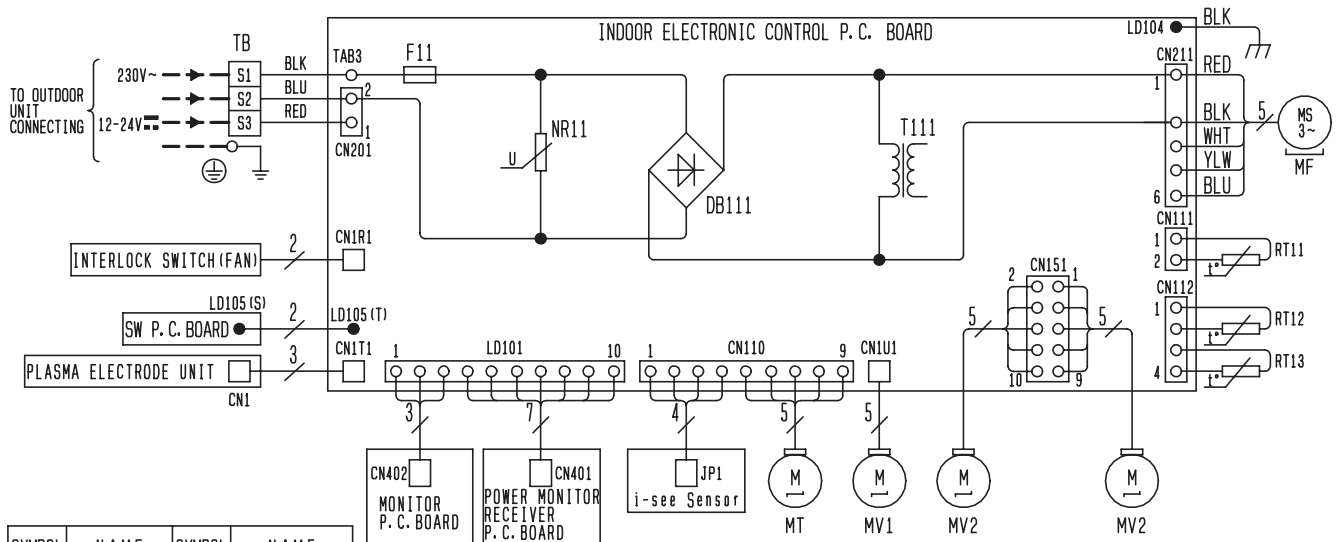 INDOOR ELECTRONIC CONTROL P.C. BOARD
LD104
BLK
TB
TAB3
F11
CN211
TO OUTDOOR
UNIT
CONNECTING
230V~
12-24V
S1
S2
S3
BLK
BLU
RED
2
1
CN201
NR11
U
DB111
T111
1
6
RED
BLK
WHT
YLW
BLU
5
MS
3~
MF
INTERLOCK SWITCH(FAN)
2
CN1R1
CN111
1
2
t°
RT11
CN112
1
4
t°
RT12
t°
RT13
LD105(S)
SW P.C.BOARD
2
LD105(T)
PLASMA ELECTRODE UNIT
CN1
3
CN1T1
1
LD101
10
1
CN110
9
CN1U1
2
CN151
1
10
9
5
5
3
7
4
5
5
CN402
MONITOR
P.C.BOARD
CN401
POWER MONITOR
RECEIVER
P.C.BOARD
JP1
i-see Sensor
M
MT
M
MV1
M
MV2
M
MV2
SYMBOL NAME SYMBOL NAME